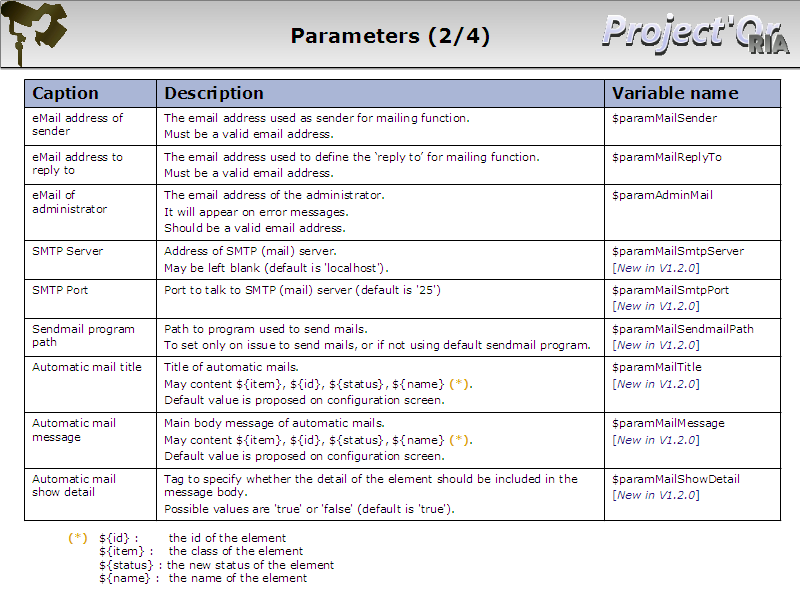 Parameters (2/4)
Project'Or
RIA
Caption
Description
Variable name
eMail address of
sender
The email address used as sender for mailing function.
Must be a valid email address.
$paramMailSender
eMail address to
reply to
The email address used to define the ‘reply to’ for mailing function.
Must be a valid email address.
$paramMailReplyTo
eMail of
administrator
The email address of the administrator.
It will appear on error messages.
Should be a valid email address.
$paramAdminMail
SMTP Server
Address of SMTP (mail) server.
May be left blank (default is 'localhost').
$paramMailSmtpServer
[New in V1.2.0]
SMTP Port
Port to talk to SMTP (mail) server (default is '25')
$paramMailSmtpPort
[New in V1.2.0]
Sendmail program
path
Path to program used to send mails.
To set only on issue to send mails, or if not using default sendmail program.
$paramMailSendmailPath
[New in V1.2.0]
Automatic mail title
Title of automatic mails.
May content ${item}, ${id}, ${status}, ${name} (*).
Default value is proposed on configuration screen.
$paramMailTitle
[New in V1.2.0]
Automatic mail
message
Main body message of automatic mails.
May content ${item}, ${id}, ${status}, ${name} (*).
Default value is proposed on configuration screen.
$paramMailMessage
[New in V1.2.0]
Automatic mail
show detail
Tag to specify whether the detail of the element should be included in the
message body.
Possible values are 'true' or 'false' (default is 'true').
$paramMailShowDetail
[New in V1.2.0]
(*) ${id} : the id of the element
${item} : the class of the element
${status} : the new status of the element
${name} : the name of the element